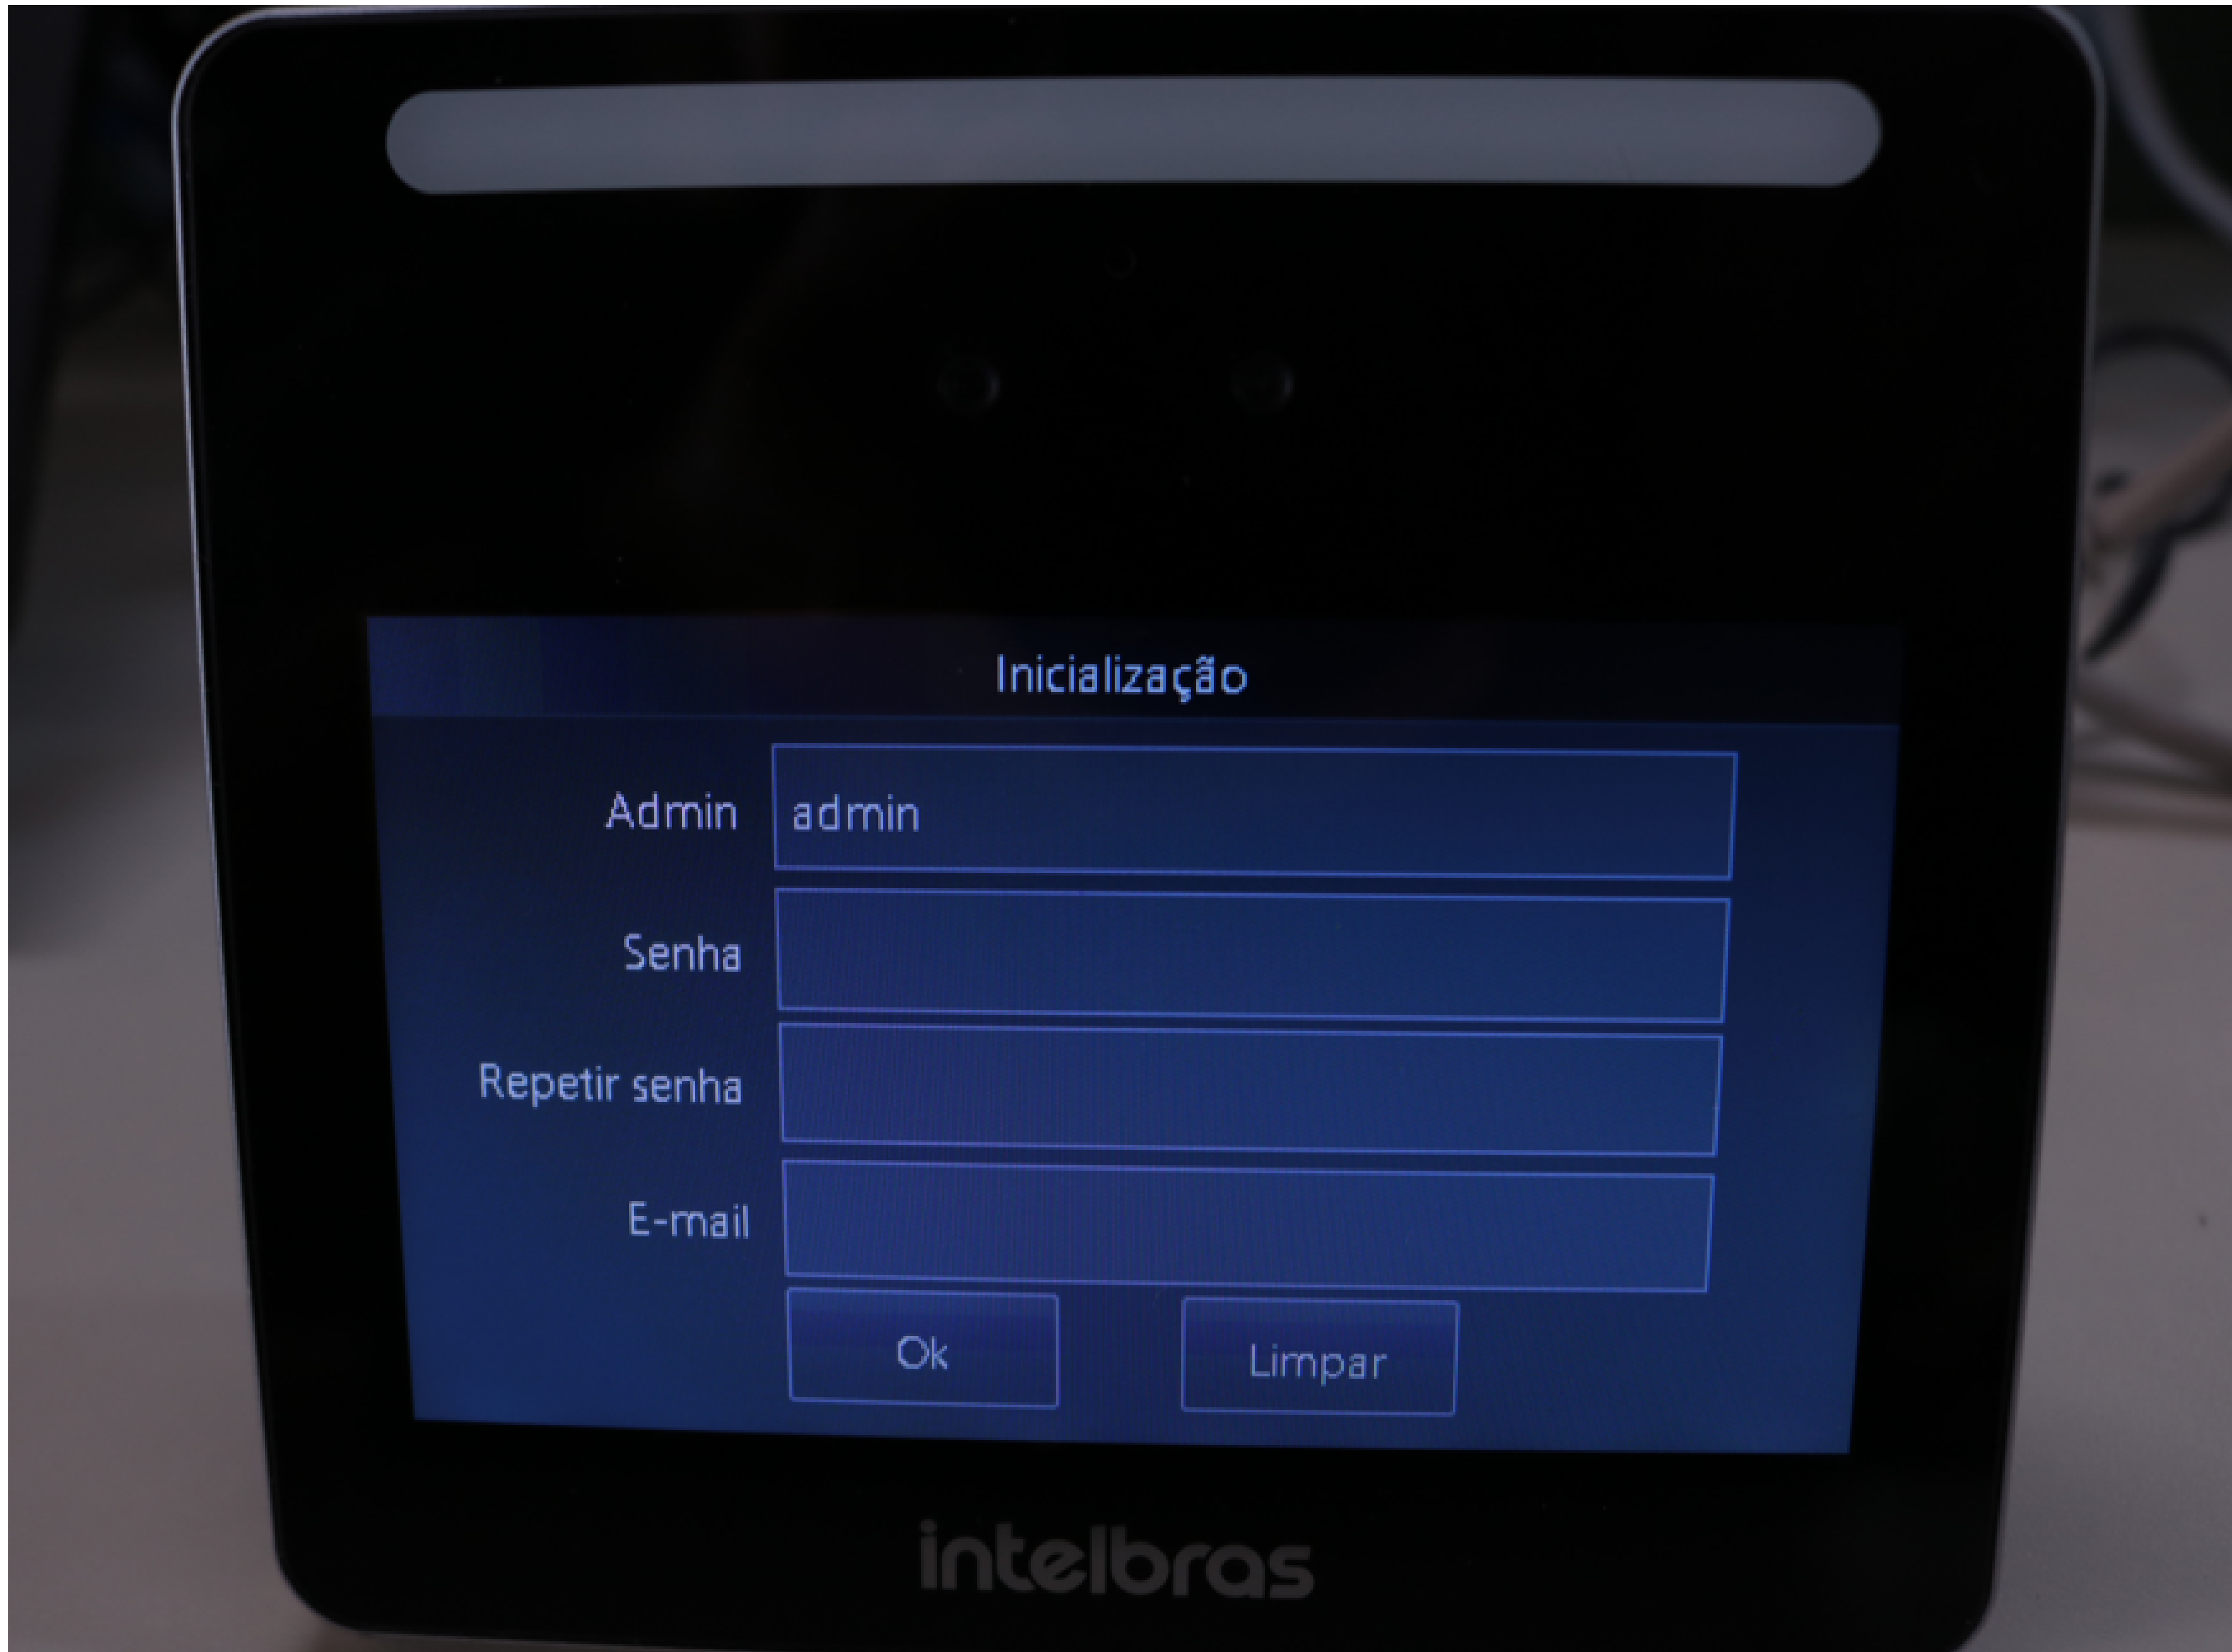 Inicialização
Admin admin
Senha
Repetir senha
E-mail
Ok Limpar
intelbras